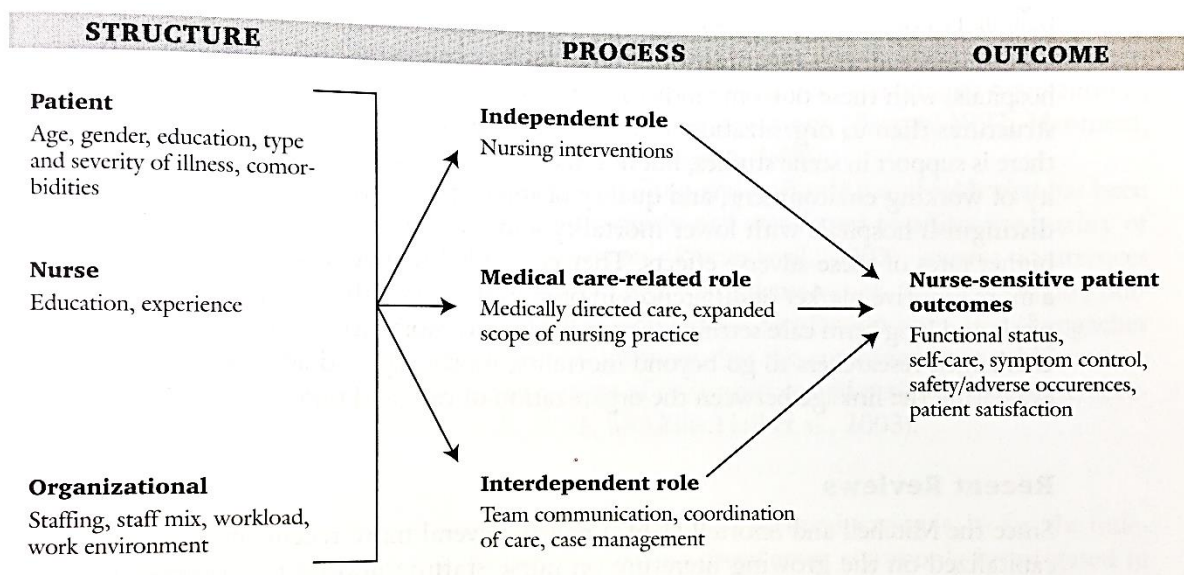 STRUCTURE
PROCESS
OUTCOME
Patient
Age, gender, education, type
and severity of illness, comor-
bidities
Nurse
Education, experience
Organizational
Staffing, staff mix, workload,
work environment
Independent role
Nursing interventions
Medical care-related role
Medically directed care, expanded
scope of nursing practice
Interdependent role
Team communication, coordination
of care, case management
Nurse-sensitive patient
outcomes
Functional status,
self-care, symptom control,
safety/adverse occurences,
patient satisfaction
Recent Reviews